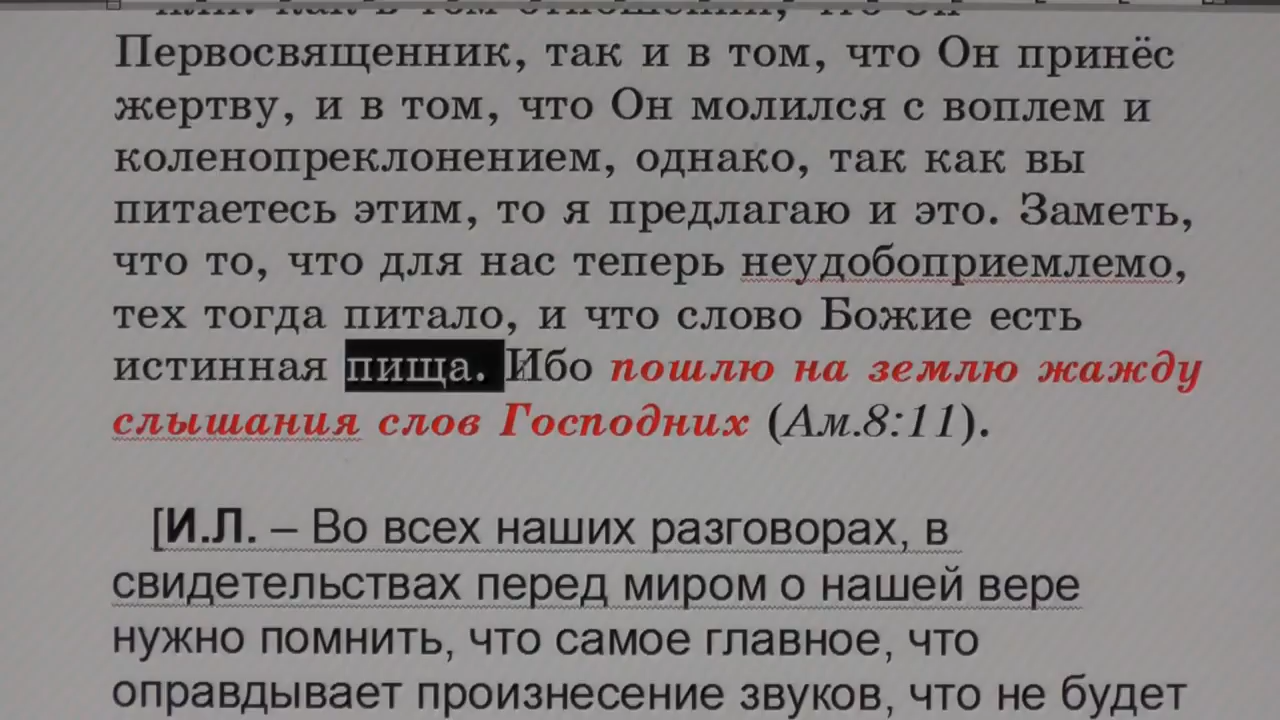 Первосвященник, так и в том, что Он принёс
жертву, и в том, что Он молился с воплем и
коленопреклонением, однако, так как вы
питаетесь этим, то я предлагаю и это. Заметь,
что то, что для нас теперь неудобоприемлемо,
тех тогда питало, и что слово Божие есть
истинная пища. Ибо пошлю на землю жажду
слышания слов Господних (Ам.8:11).
[И.Л. – Во всех наших разговорах, в
свидетельствах перед миром о нашей вере
нужно помнить, что самое главное, что
оправдывает произнесение звуков, что не будет